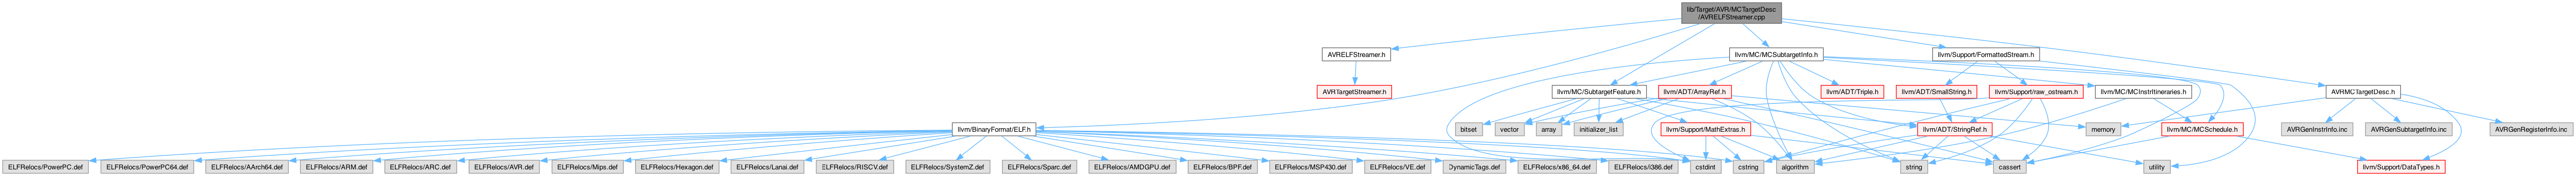 lib/Target/AVR/MCTargetDesc
/AVRELFStreamer.cpp
AVRELFStreamer.h
llvm/MC/MCSubtargetInfo.h
llvm/Support/FormattedStream.h
AVRTargetStreamer.h
llvm/MC/SubtargetFeature.h
llvm/ADT/ArrayRef.h
llvm/ADT/Triple.h
llvm/ADT/SmallString.h
llvm/Support/raw_ostream.h
llvm/MC/MCInstrItineraries.h
AVRMCTargetDesc.h
llvm/BinaryFormat/ELF.h
bitset
vector
array
initializer_list
llvm/Support/MathExtras.h
llvm/ADT/StringRef.h
memory
llvm/MC/MCSchedule.h
AVRGenInstrInfo.inc
AVRGenSubtargetInfo.inc
AVRGenRegisterInfo.inc
ELFRelocs/PowerPC.def
ELFRelocs/PowerPC64.def
ELFRelocs/AArch64.def
ELFRelocs/ARM.def
ELFRelocs/ARC.def
ELFRelocs/AVR.def
ELFRelocs/Mips.def
ELFRelocs/Hexagon.def
ELFRelocs/Lanai.def
ELFRelocs/RISCV.def
ELFRelocs/SystemZ.def
ELFRelocs/Sparc.def
ELFRelocs/AMDGPU.def
ELFRelocs/BPF.def
ELFRelocs/MSP430.def
ELFRelocs/VE.def
DynamicTags.def
ELFRelocs/x86_64.def
ELFRelocs/i386.def
cstdint
cstring
algorithm
string
cassert
utility
llvm/Support/DataTypes.h